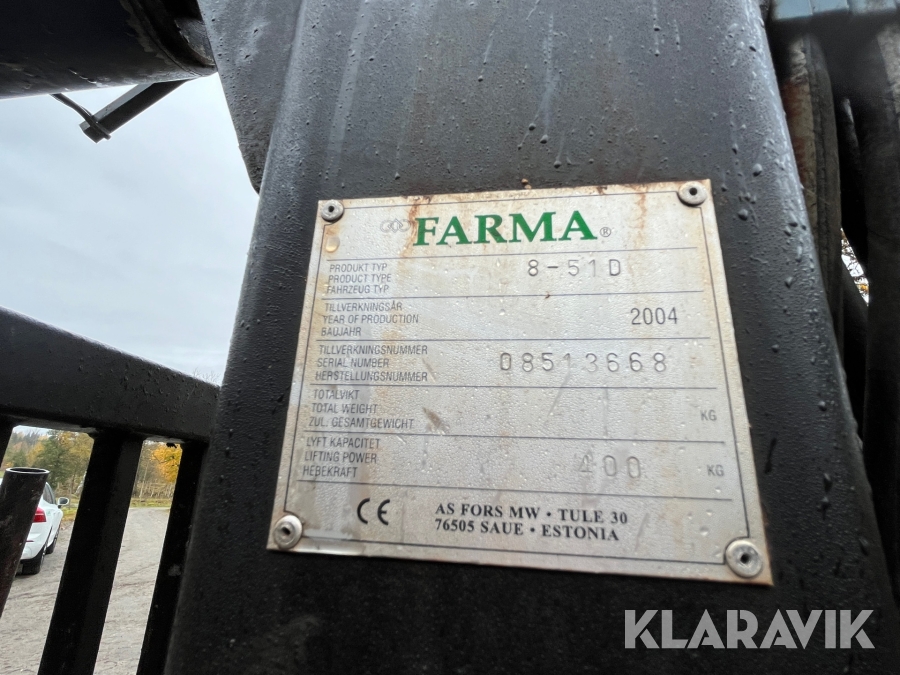 FARMA®
PRODUKT TYP
PRODUCT TYPE 8-51D
FAHRZEUG TYP
TILLVERKNINGSÅR
YEAR OF PRODUCTION 2004
BAUJAHR
TILLVERKNINGSNUMMER
SERIAL NUMBER 08513668
HERSTELLUNGSNUMMER
TOTALVIKT
TOTAL WEIGHT KG
ZUL. GESAMTGEWICHT
LYFT KAPACITET
LIFTING POWER 400 KG
HEBEKRAFT
CE AS FORS MW · TULE 30
76505 SAUE · ESTONIA
KLARAVIK